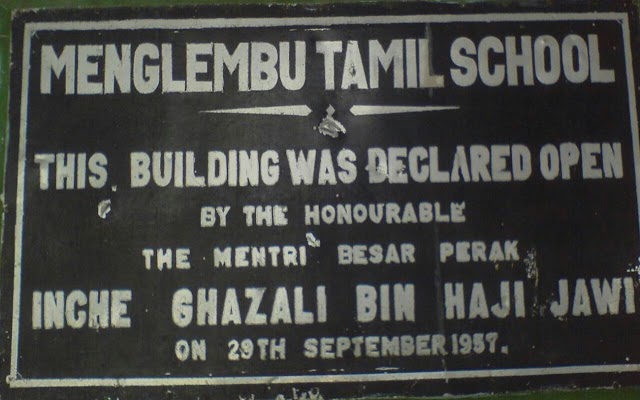 MENGLEMBU TAMIL SCHOOL
THIS BUILDING WAS DECLARED OPEN
BY THE HONOURABLE
THE MENTRI BESAR PERAK
INCHE GHAZALI BIN HAJI JAWI
ON 29TH SEPTEMBER 1957.